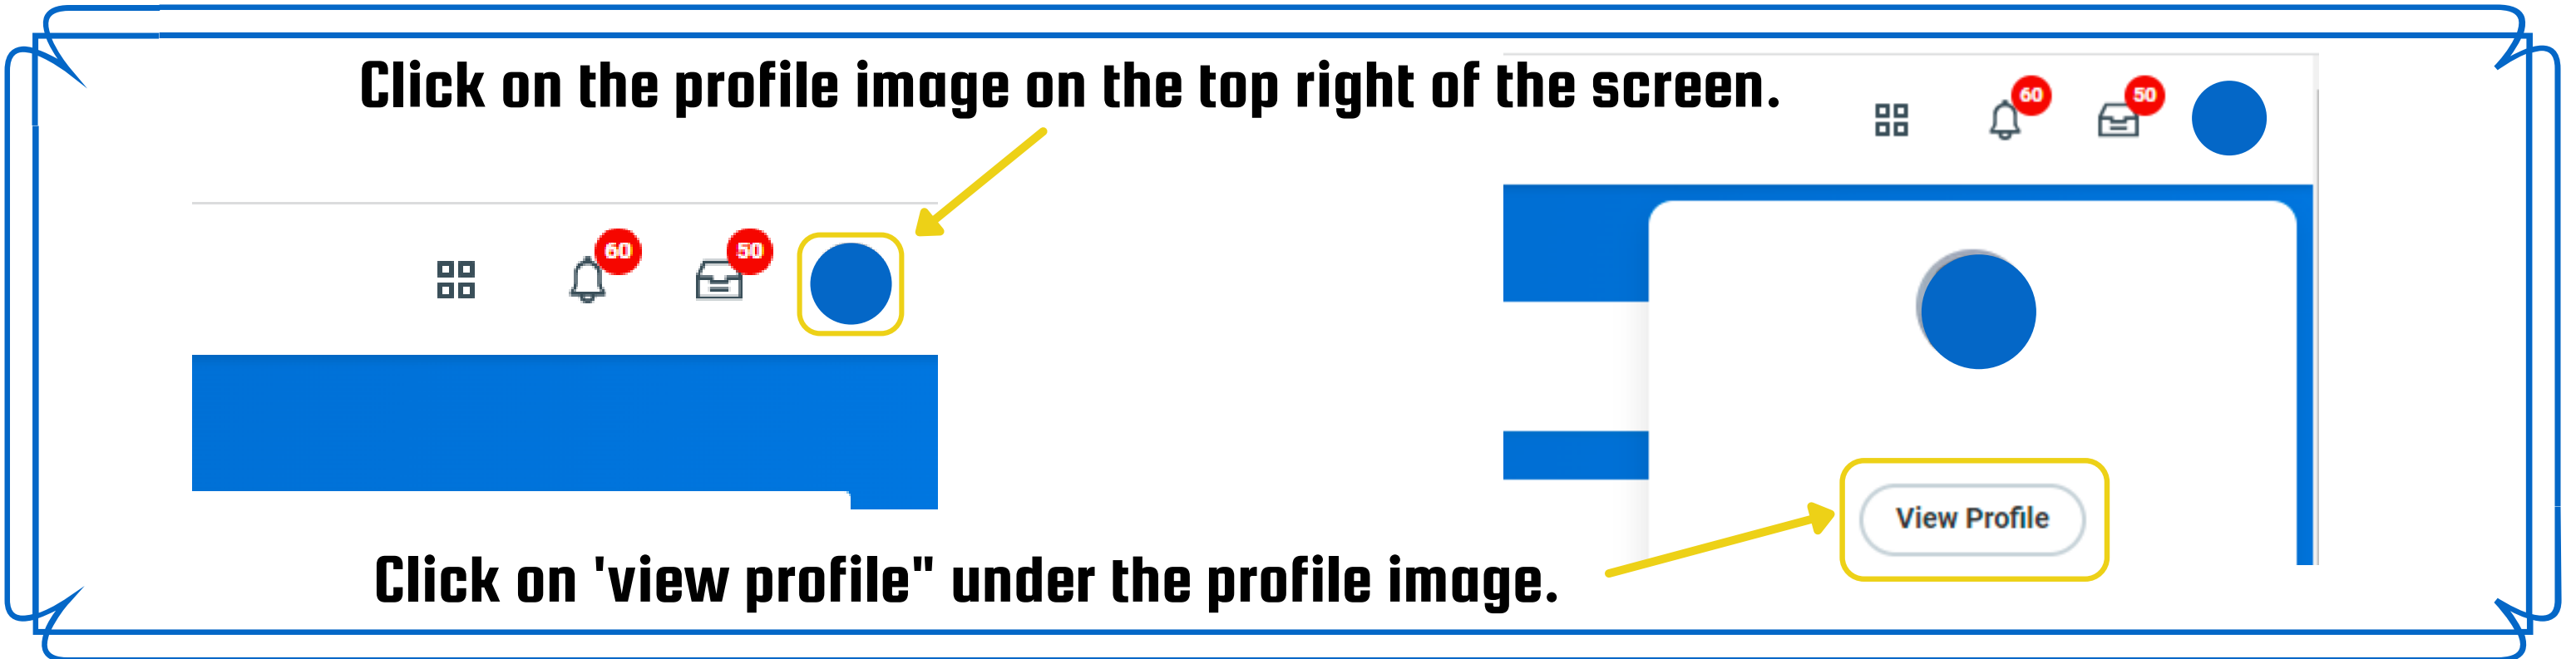 Click on the profile image on the top right of the screen.
60
50
60
50
View Profile
Click on 'view profile" under the profile image.